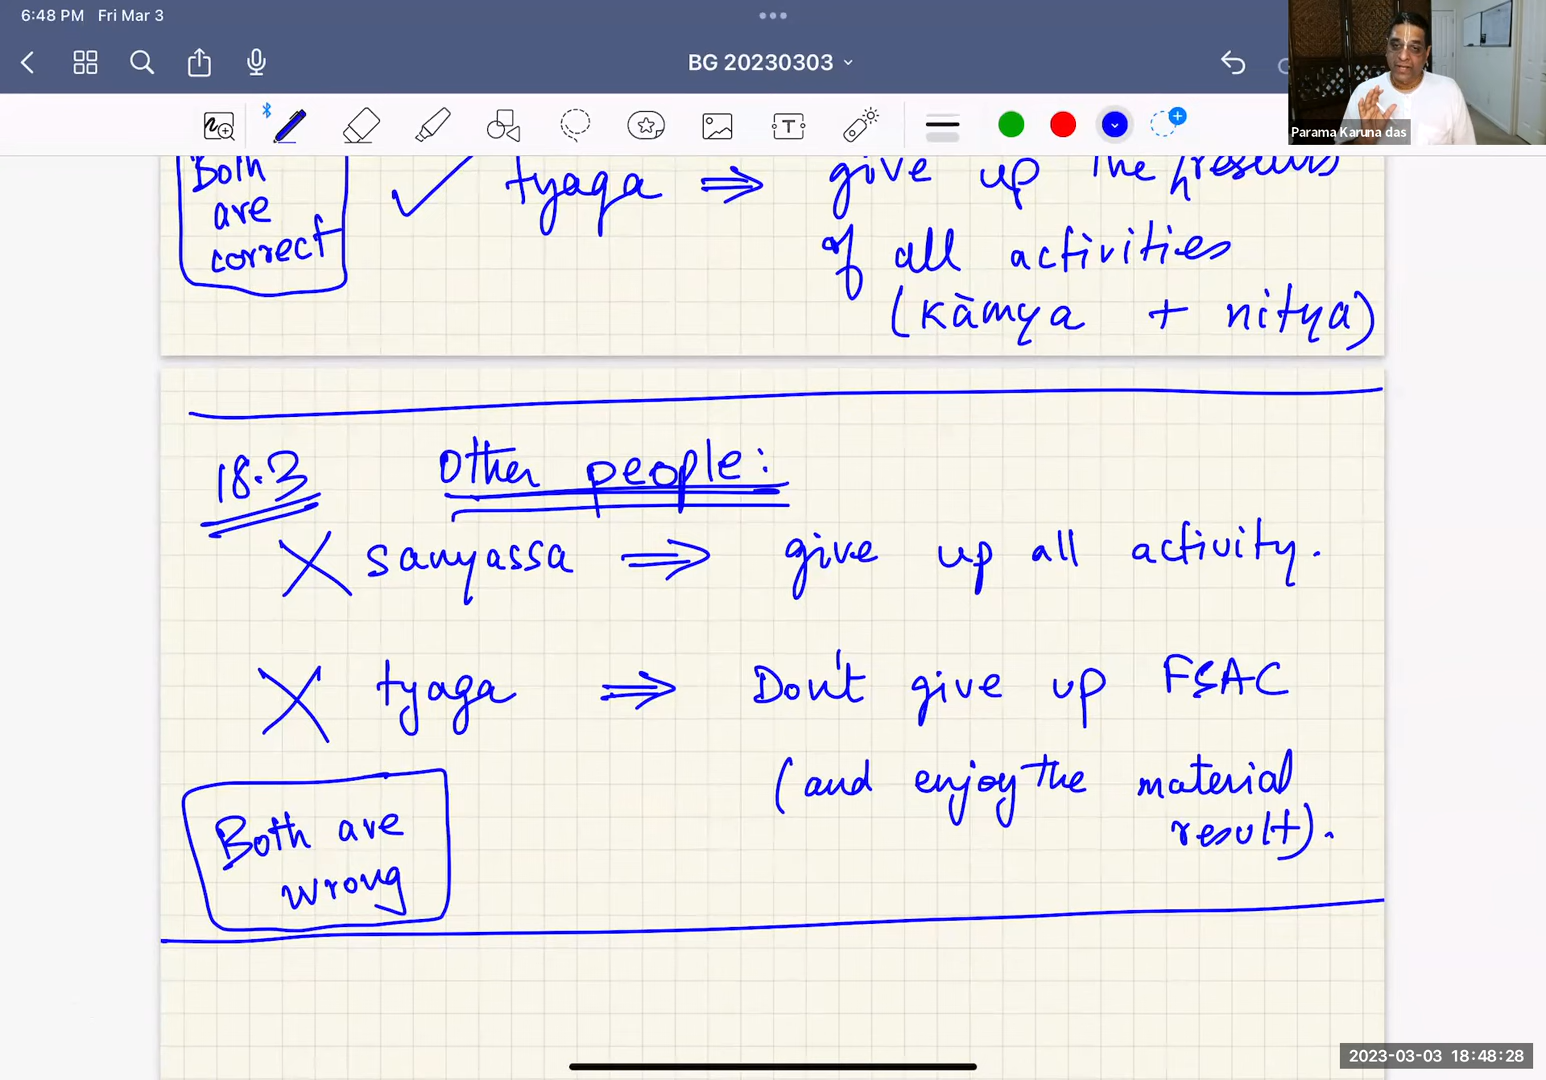 6:48 PM Fri Mar 3
BG 20230303
Parama Karuna das
Both
are
correct
tyaga ⇒ give up the results
of all activities
(kāmya + nitya)
18.3 Other people:
X sanyassa ⇒ give up all activity.
X tyaga ⇒ Don't give up FSAC
(and enjoy the material
result).
Both are
wrong
2023-03-03 18:48:28